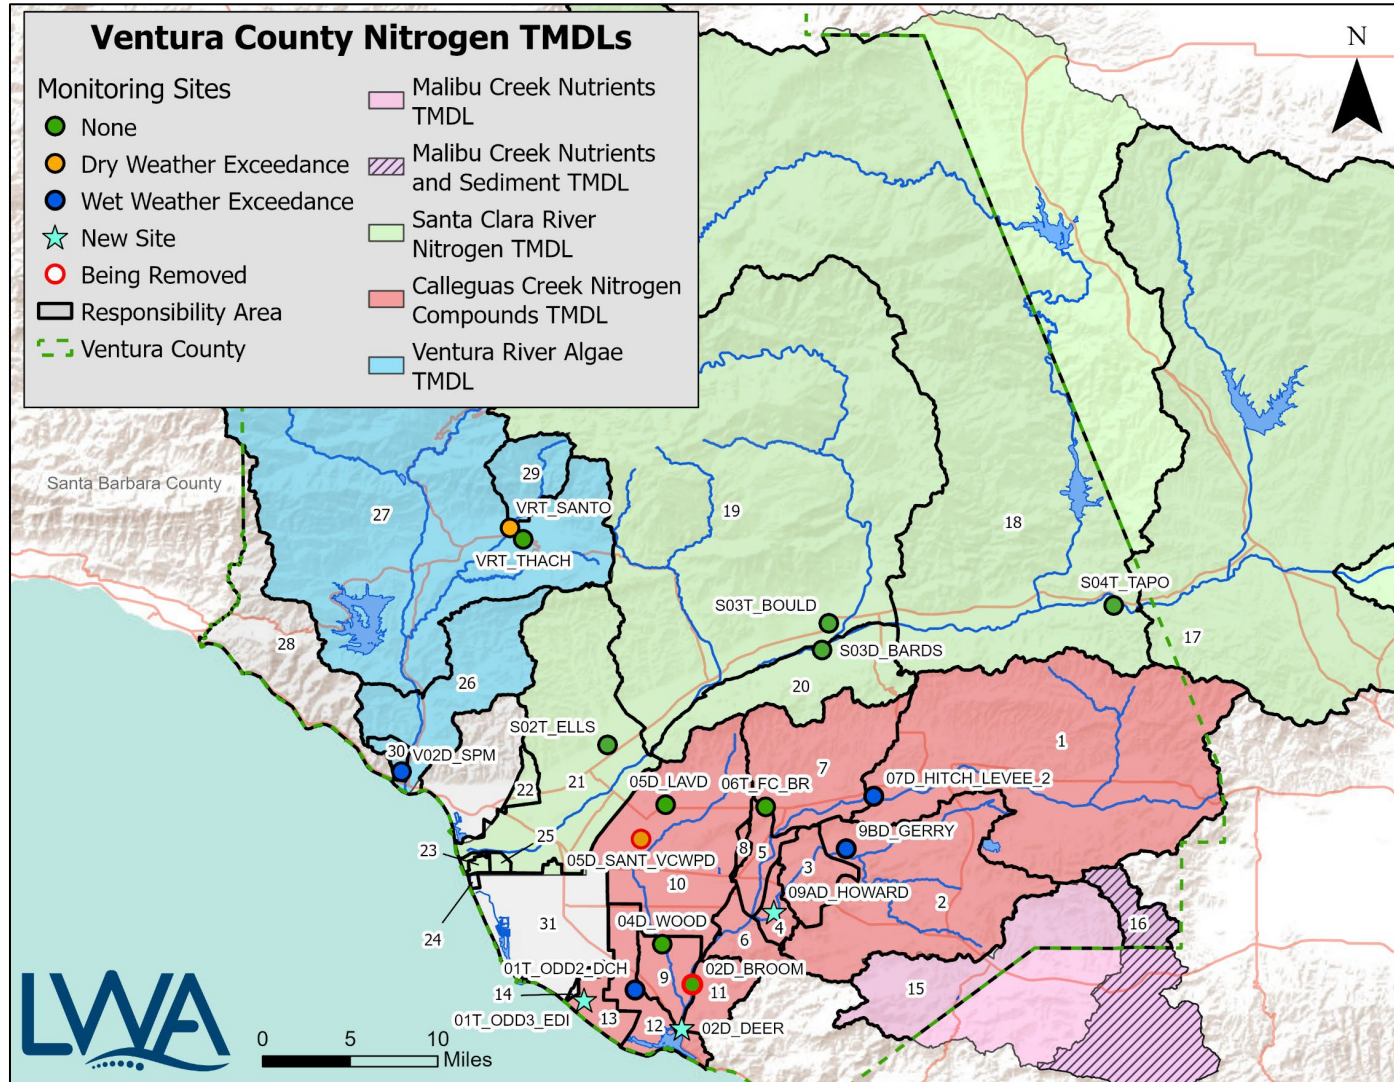 Ventura County Nitrogen TMDLs
Monitoring Sites
None
Dry Weather Exceedance
Wet Weather Exceedance
New Site
Being Removed
Responsibility Area
Ventura County
Malibu Creek Nutrients
TMDL
Malibu Creek Nutrients
and Sediment TMDL
Santa Clara River
Nitrogen TMDL
Calleguas Creek Nitrogen
Compounds TMDL
Ventura River Algae
TMDL
N
Santa Barbara County
27
29
VRT_SANTO
VRT_THACH
19
18
S04T_TAPO
S03T_BOULD
S03D_BARDS
17
28
26
20
S02T_ELLS
1
30
V02D_SPM
7
22
21
05D_LAVD
06T_FC_BR
07D_HITCH_LEVEE_2
9BD_GERRY
23
25
05D_SANT_VCWPD
8
5
3
10
09AD_HOWARD
2
24
31
04D_WOOD
4
6
16
01T_ODD2_DCH
9
02D_BROOM
11
15
14
01T_ODD3_EDI
13
12
02D_DEER
LWA
0
5
10
Miles